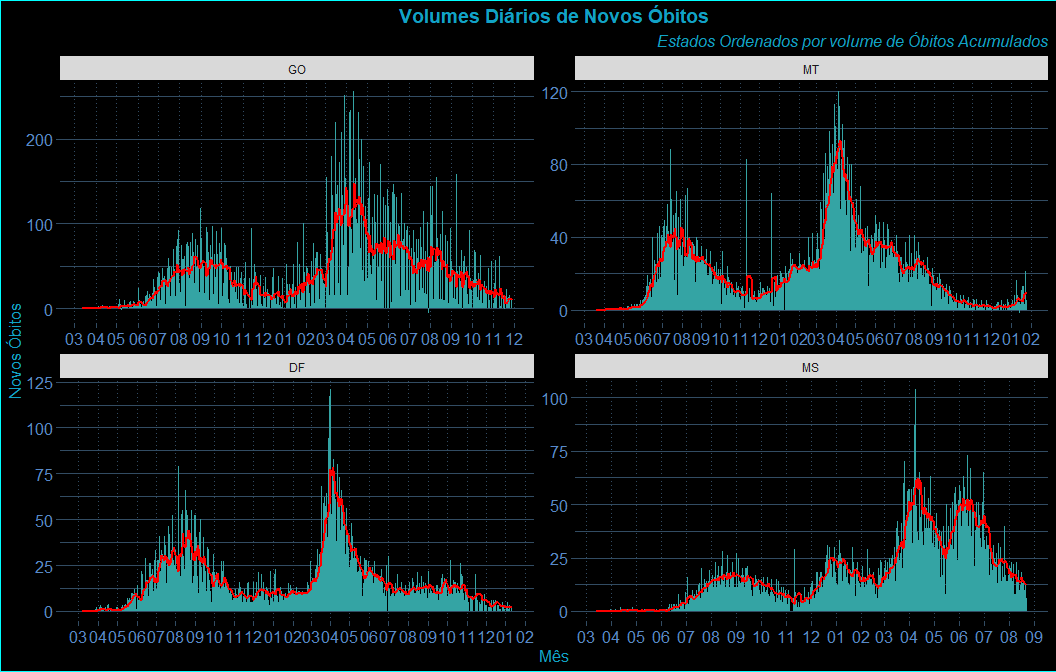 Volumes Diários de Novos Óbitos
Estados Ordenados por volume de Óbitos Acumulados
GO
MT
200
100
0
03 04 05 06 07 08 09 10 11 12 01 02 03 04 05 06 07 08 09 10 11 12
120
80
40
0
03 04 05 06 07 08 09 10 11 12 01 02 03 04 05 06 07 08 09 10 11 12 01 02
DF
MS
125
100
75
50
25
0
03 04 05 06 07 08 09 10 11 12 01 02 03 04 05 06 07 08 09 10 11 12 01 02
100
75
50
25
0
03 04 05 06 07 08 09 10 11 12 01 02 03 04 05 06 07 08 09
Novos Óbitos
Mês